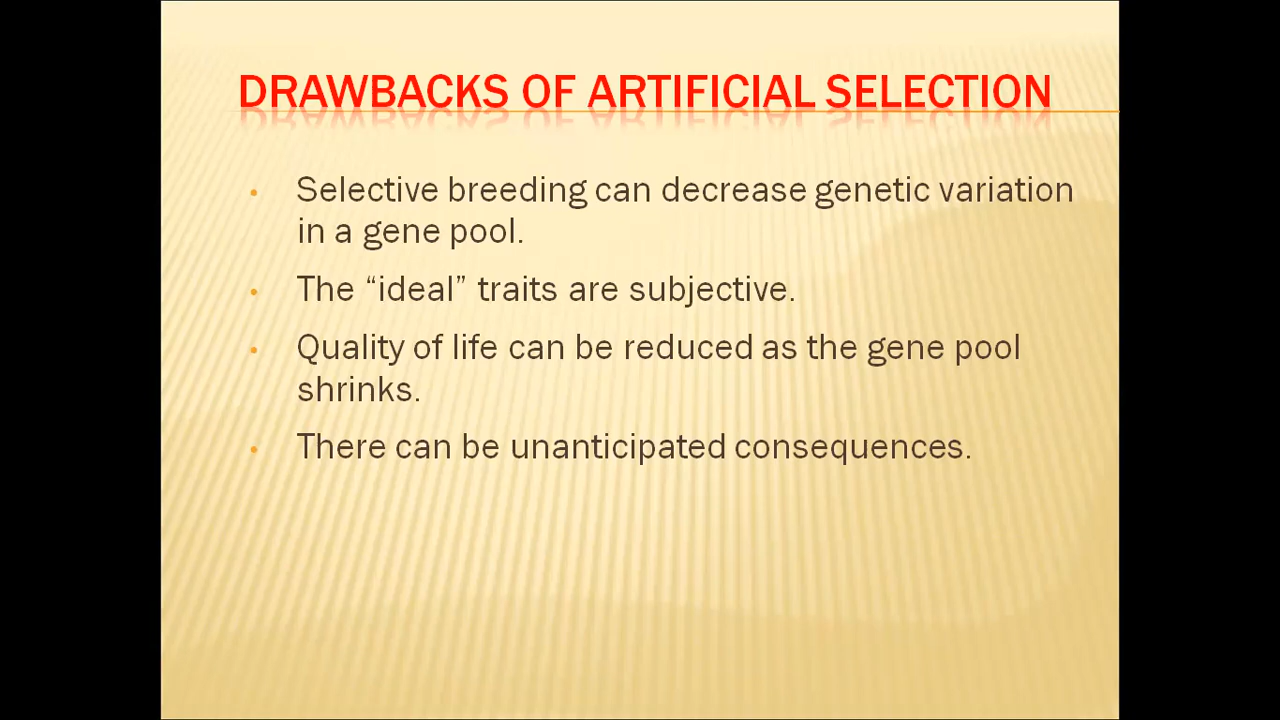 DRAWBACKS OF ARTIFICIAL SELECTION
• Selective breeding can decrease genetic variation
in a gene pool.
• The “ideal” traits are subjective.
• Quality of life can be reduced as the gene pool
shrinks.
• There can be unanticipated consequences.